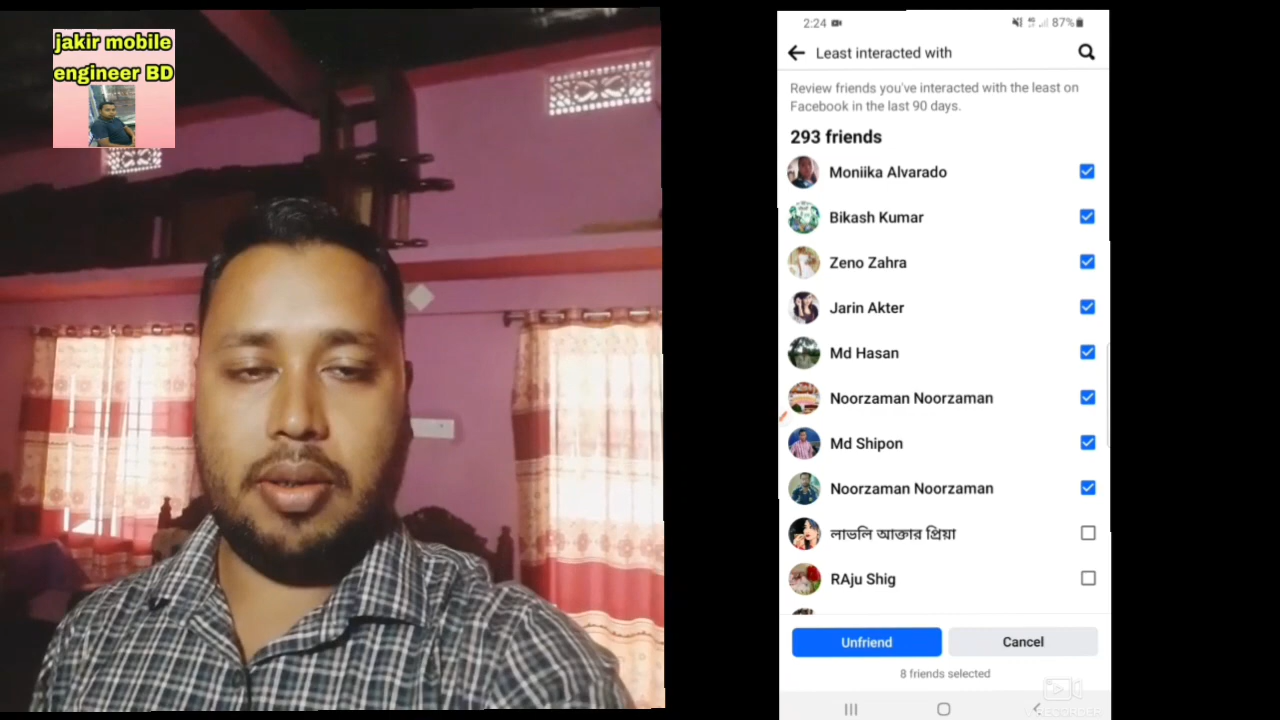 jakir mobile
engineer BD
2:24
87%
Least interacted with
Review friends you've interacted with the least on
Facebook in the last 90 days.
293 friends
Moniika Alvarado
Bikash Kumar
Zeno Zahra
Jarin Akter
Md Hasan
Noorzaman Noorzaman
Md Shipon
Noorzaman Noorzaman
লাভলি আক্তার প্রিয়া
RAju Shig
Unfriend
Cancel
8 friends selected